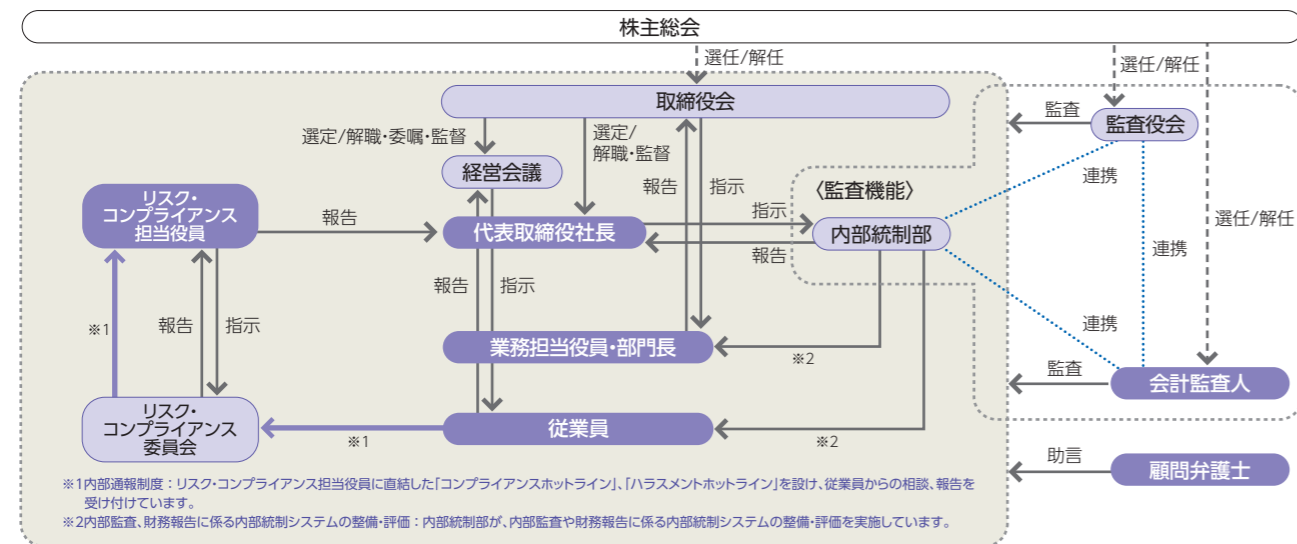 株主総会
選任/解任
選任/解任
取締役会
監査
監査役会
選定/解職・委嘱・監督
選定/
解職・監督
経営会議
報告
指示
〈監査機能〉
連携
リスク・
コンプライアンス
担当役員
報告
代表取締役社長
指示
報告
内部統制部
選任/解任
連携
報告
指示
※1
報告
指示
業務担当役員・部門長
※2
連携
監査
会計監査人
リスク・
コンプライアンス
委員会
※1
従業員
※2
助言
顧問弁護士
※1内部通報制度：リスク・コンプライアンス担当役員に直結した「コンプライアンスホットライン」、「ハラスメントホットライン」を設け、従業員からの相談、報告を
受け付けています。
※2内部監査、財務報告に係る内部統制システムの整備・評価：内部統制部が、内部監査や財務報告に係る内部統制システムの整備・評価を実施しています。